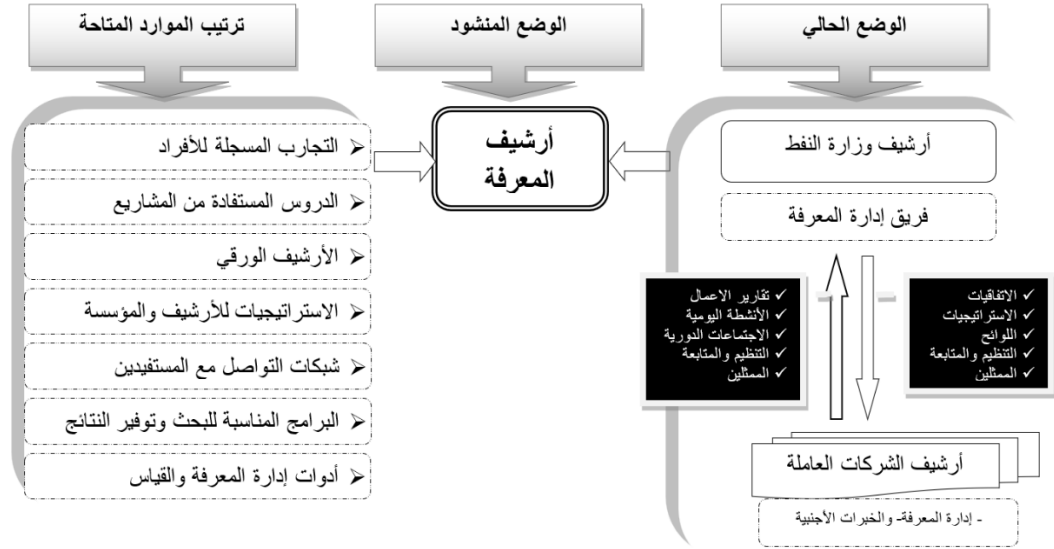 الوضع الحالي
الوضع المنشود
ترتيب الموارد المتاحة
أرشيف وزارة النفط
فريق إدارة المعرفة
✓ الاتفاقيات
✓ الاستراتيجيات
✓ اللوائح
✓ التنظيم والمتابعة
✓ الممثلين
✓ تقارير الاعمال
✓ الأنشطة اليومية
✓ الاجتماعات الدورية
✓ التنظيم والمتابعة
✓ الممثلين
أرشيف الشركات العاملة
- إدارة المعرفة- والخبرات الأجنبية
أرشيف
المعرفة
➢ التجارب المسجلة للأفراد
➢ الدروس المستفادة من المشاريع
➢ الأرشيف الورقي
➢ الاستراتيجيات للأرشيف والمؤسسة
➢ شبكات التواصل مع المستفيدين
➢ البرامج المناسبة للبحث وتوفير النتائج
➢ أدوات إدارة المعرفة والقياس